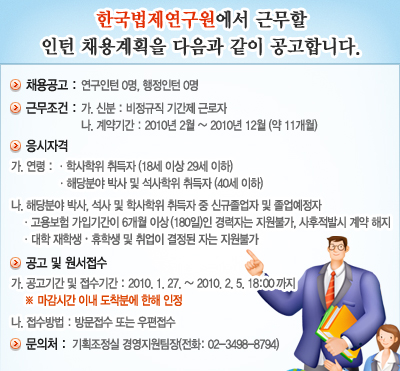 한국법제연구원에서 근무할
인턴 채용계획을 다음과 같이 공고합니다.
채용공고 : 연구인턴 0명, 행정인턴 0명
근무조건 : 가. 신분 : 비정규직 기간제 근로자
나. 계약기간 : 2010년 2월 ~ 2010년 12월 (약 11개월)
응시자격
가. 연령 : · 학사학위 취득자 (18세 이상 29세 이하)
· 해당분야 박사 및 석사학위 취득자 (40세 이하)
나. 해당분야 박사, 석사 및 학사학위 취득자 중 신규졸업자 및 졸업예정자
· 고용보험 가입기간이 6개월 이상 (180일)인 경력자는 지원불가, 사후적발시 계약 해지
· 대학 재학생 · 휴학생 및 취업이 결정된 자는 지원불가
공고 및 원서접수
가. 공고기간 및 접수기간 : 2010. 1. 27. ~ 2010. 2. 5. 18:00 까지
※ 마감시간 이내 도착분에 한해 인정
나. 접수방법 : 방문접수 또는 우편접수
문의처 : 기획조정실 경영지원팀장(전화: 02-3498-8794)